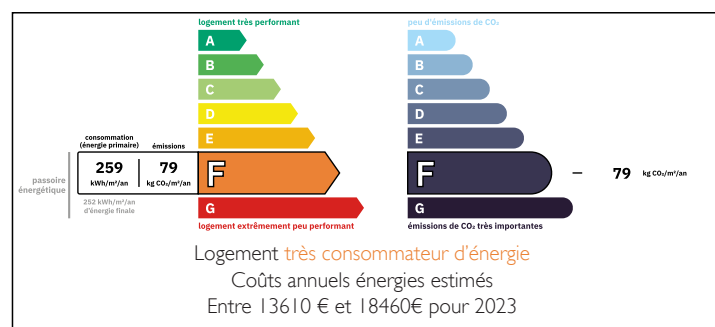 logement très performant
A
B
C
D
E
consommation
(énergie primaire)
émissions
passoire
énergétique
259
kWh/m²/an
79
kg CO₂/m²/an
F
252 kWh/m²/an
d'énergie finale
G
logement extrêmement peu performant
peu d'émissions de CO₂
A
B
C
D
E
F
79 kg CO₂/m²/an
G
émissions de CO₂ très importantes
Logement très consommateur d'énergie
Coûts annuels énergies estimés
Entre 13610 € et 18460€ pour 2023